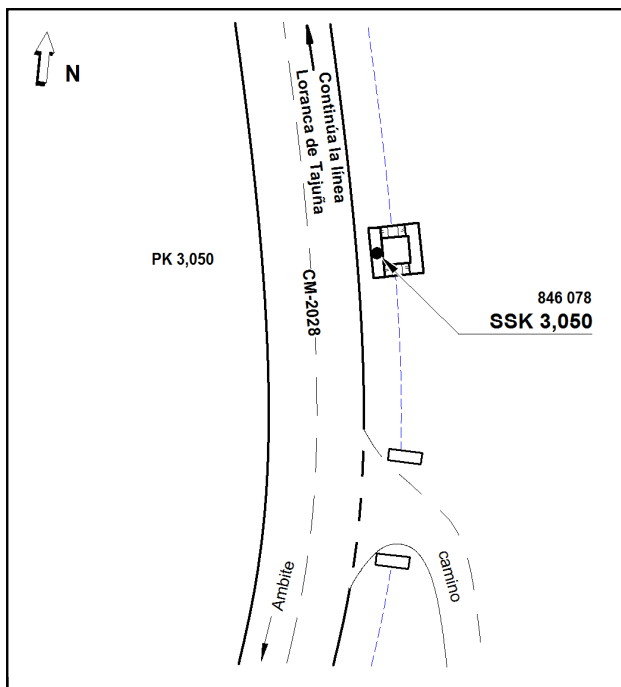 N
Continúa la línea
Loranca de Tajuña
PK 3,050
CM-2028
846 078
SSK 3,050
Ambite
camino